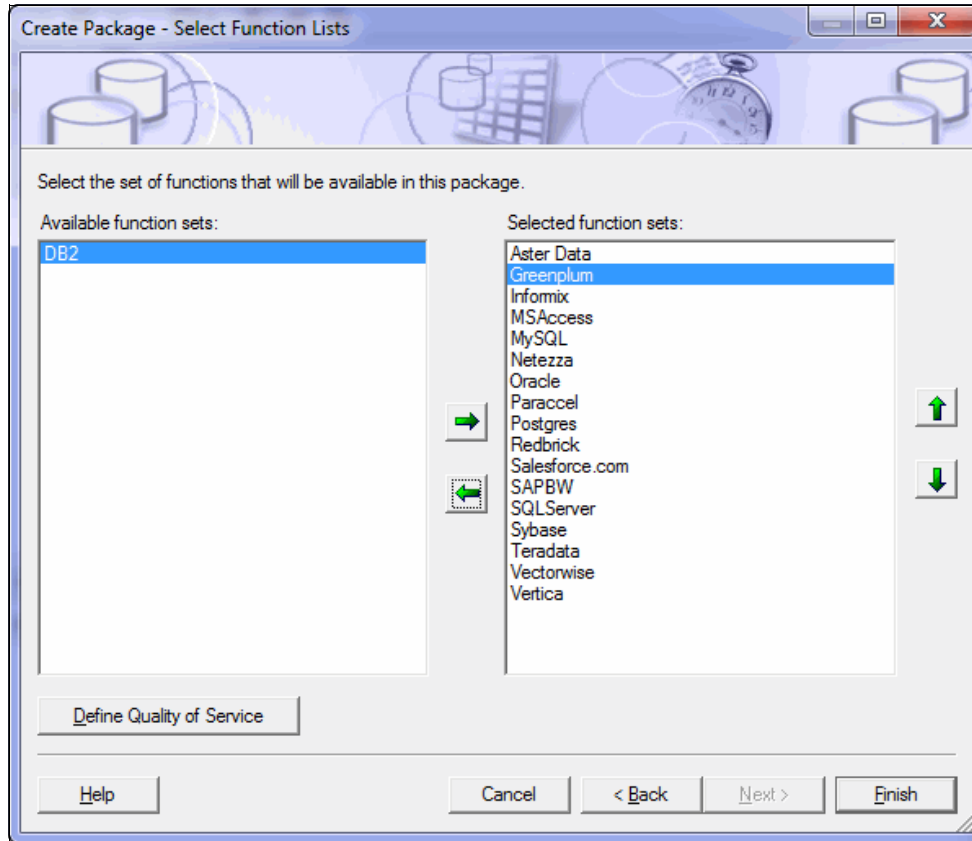 Create Package - Select Function Lists
Select the set of functions that will be available in this package.
Available function sets:
DB2
Selected function sets:
Aster Data
Greenplum
Informix
MSAccess
MySQL
Netezza
Oracle
Paraccel
Postgres
Redbrick
Salesforce.com
SAPBW
SQLServer
Sybase
Teradata
Vectorwise
Vertica
Define Quality of Service
Help
Cancel
< Back
Next >
Finish